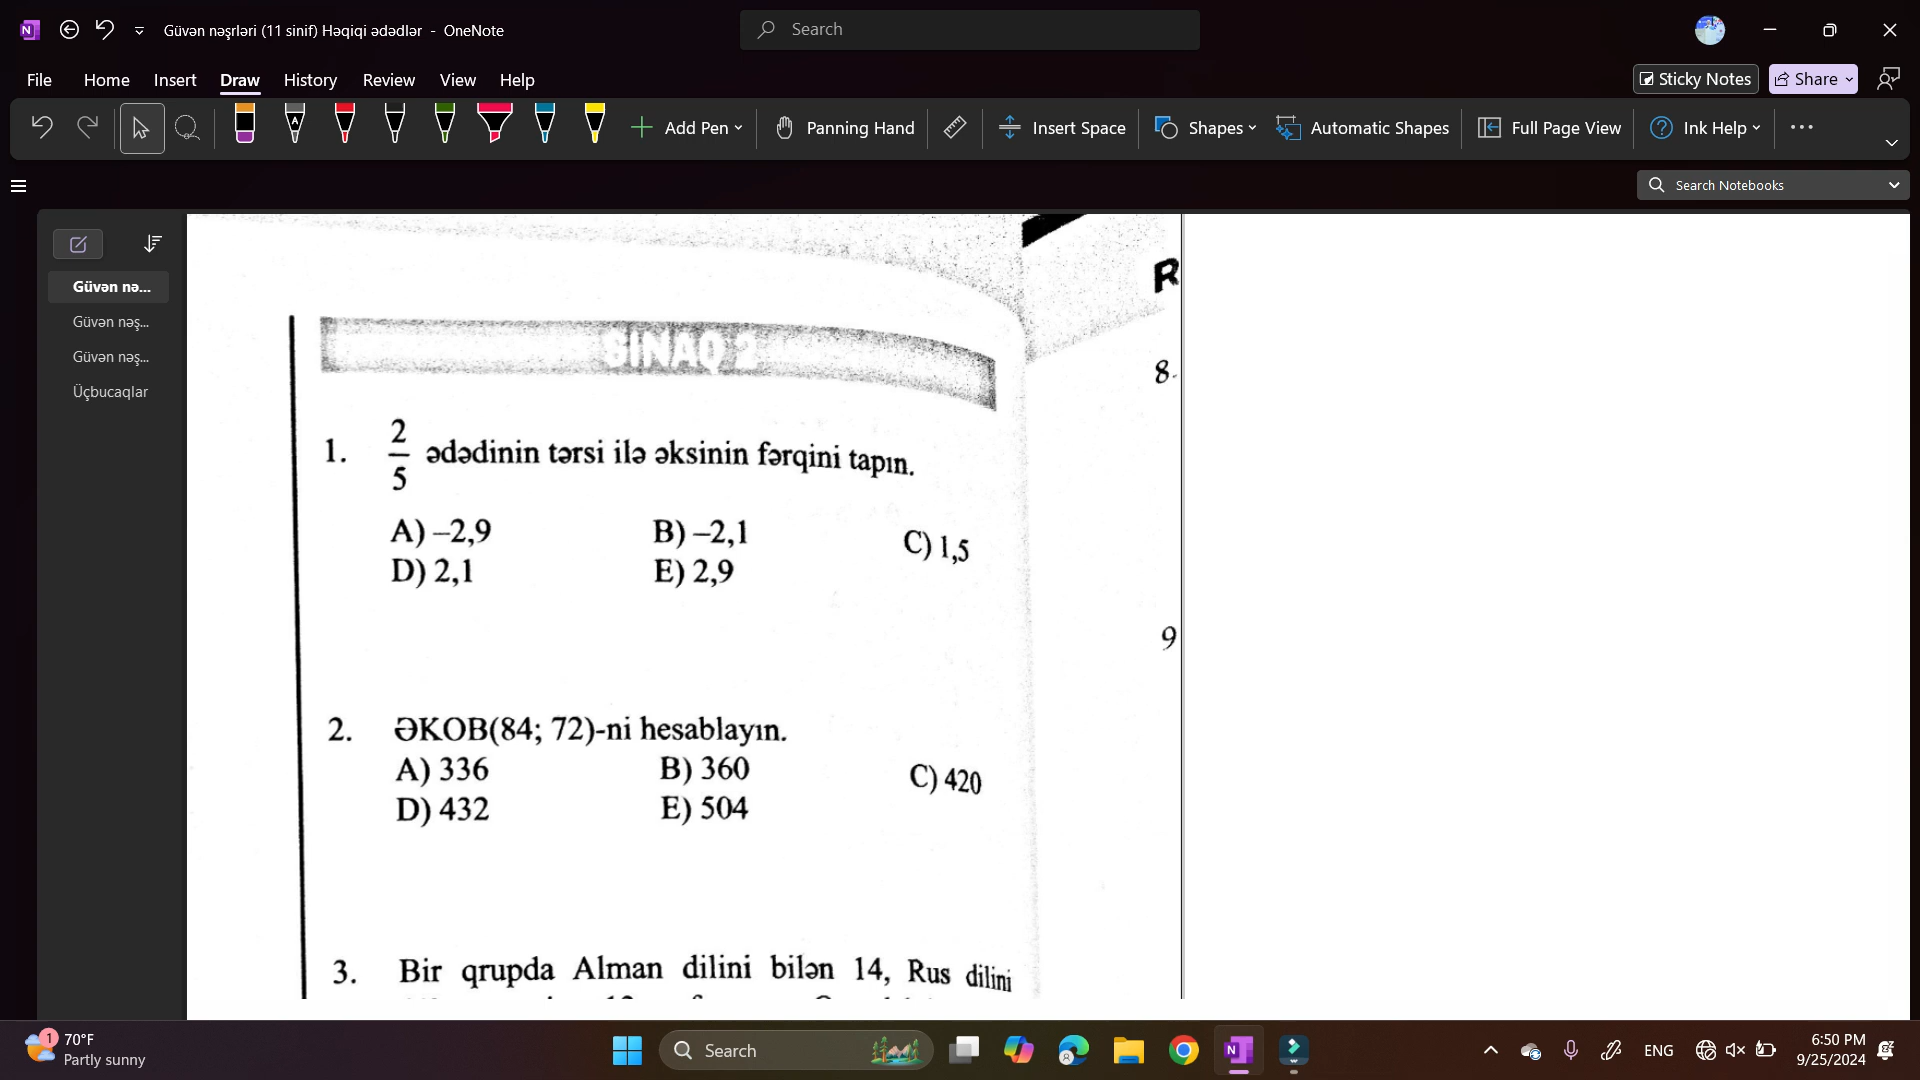 Güvən nəşrləri (11 sinif) Həqiqi ədədlər - OneNote
Search
File Home Insert Draw History Review View Help
Sticky Notes Share
Add Pen Panning Hand Insert Space Shapes Automatic Shapes Full Page View Ink Help
Search Notebooks
Güvən nə...
Güvən nəş...
Güvən nəş...
Üçbucaqlar
R
SINAQ 2
8.
1. 2/5 ədədinin tərsi ilə əksinin fərqini tapın.
A) –2,9 B) –2,1 C) 1,5
D) 2,1 E) 2,9
9
2. ƏKOB(84; 72)-ni hesablayın.
A) 336 B) 360 C) 420
D) 432 E) 504
3. Bir qrupda Alman dilini bilən 14, Rus dilini
1
70°F
Partly sunny
Search
ENG
6:50 PM
9/25/2024